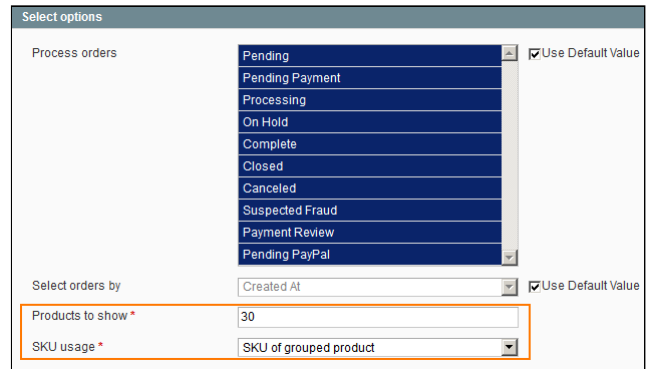 Select options
Process orders
Pending
Use Default Value
Pending Payment
Processing
On Hold
Complete
Closed
Canceled
Suspected Fraud
Payment Review
Pending PayPal
Select orders by
Created At
Use Default Value
Products to show *
30
SKU usage *
SKU of grouped product